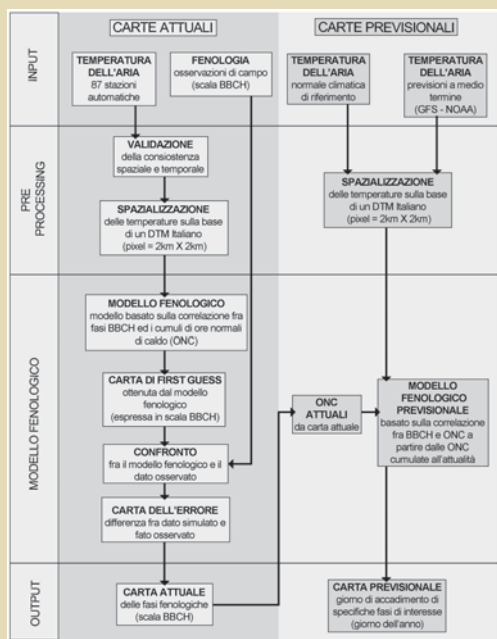 CARTE ATTUALI
CARTE PREVISIONALI
INPUT
TEMPERATURA
DELL'ARIA
87 stazioni
automatiche
FENOLOGIA
osservazioni di campo
(scala BBCH)
TEMPERATURA
DELL'ARIA
normale climatica
di riferimento
TEMPERATURA
DELL'ARIA
previsioni a medio
termine
(GFS - NOAA)
PRE
PROCESSING
VALIDAZIONE
della consistenza
spaziale e temporale
SPAZIALIZZAZIONE
delle temperature sulla base
di un DTM Italiano
(pixel = 2km X 2km)
SPAZIALIZZAZIONE
delle temperature sulla base
di un DTM Italiano
(pixel = 2km X 2km)
MODELLO FENOLOGICO
MODELLO FENOLOGICO
modello basato sulla correlazione fra
fasi BBCH ed i cumuli di ore normali
di caldo (ONC)
CARTA DI FIRST GUESS
ottenuta dal modello
fenologico
(espressa in scala BBCH)
CONFRONTO
fra il modello fenologico e il
dato osservato
CARTA DELL'ERRORE
differenza fra dato simulato e
fato osservato
ONC
ATTUALI
da carta attuale
MODELLO
FENOLOGICO
PREVISIONALE
basato sulla correlazione
fra BBCH e ONC a
partire dalle ONC
cumulate all'attualità
OUTPUT
CARTA ATTUALE
delle fasi fenologiche
(scala BBCH)
CARTA PREVISIONALE
giorno di accadimento di
specifiche fasi di interesse
(giorno dell'anno)